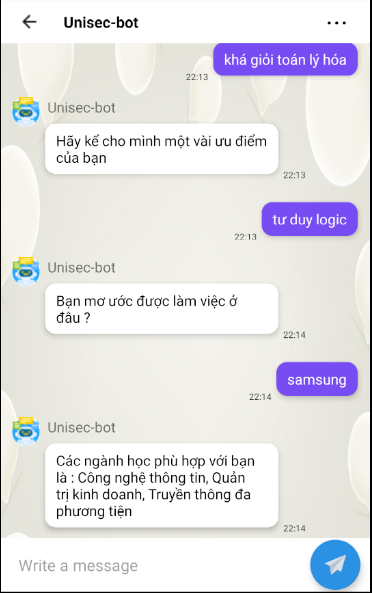 Unisec-bot
khá giỏi toán lý hóa
22:13
Unisec-bot
Hãy kể cho mình một vài ưu điểm
của bạn
22:13
tư duy logic
22:13
Unisec-bot
Bạn mơ ước được làm việc ở
đâu ?
22:14
samsung
22:14
Unisec-bot
Các ngành học phù hợp với bạn
là : Công nghệ thông tin, Quản
trị kinh doanh, Truyền thông đa
phương tiện
22:14
Write a message